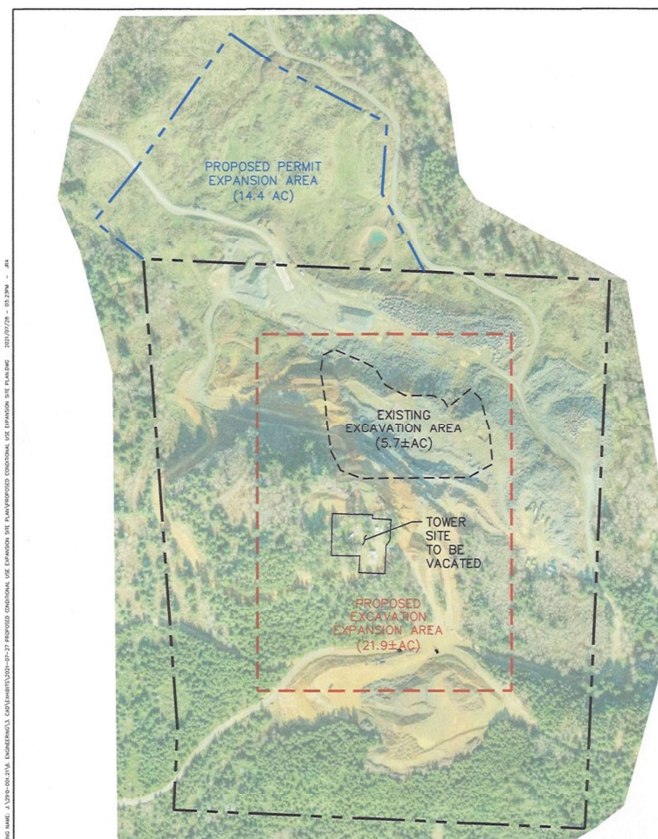 PROPOSED PERMIT
EXPANSION AREA
(14.4 AC)
EXISTING
EXCAVATION AREA
(5.7±AC)
TOWER
SITE
TO BE
VACATED
PROPOSED
EXCAVATION
EXPANSION AREA
(21.9±AC)